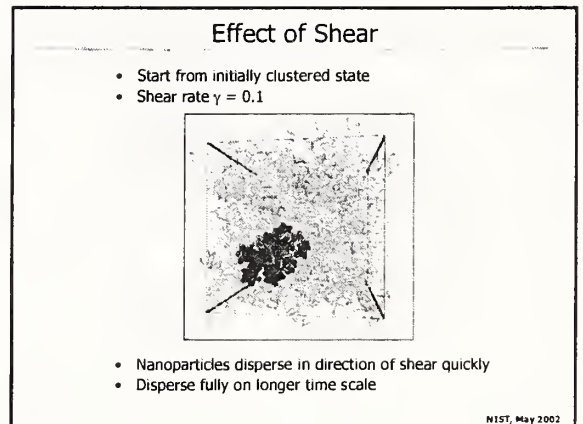 Effect of Shear
• Start from initially clustered state
• Shear rate γ = 0.1
• Nanoparticles disperse in direction of shear quickly
• Disperse fully on longer time scale
NIST, May 2002